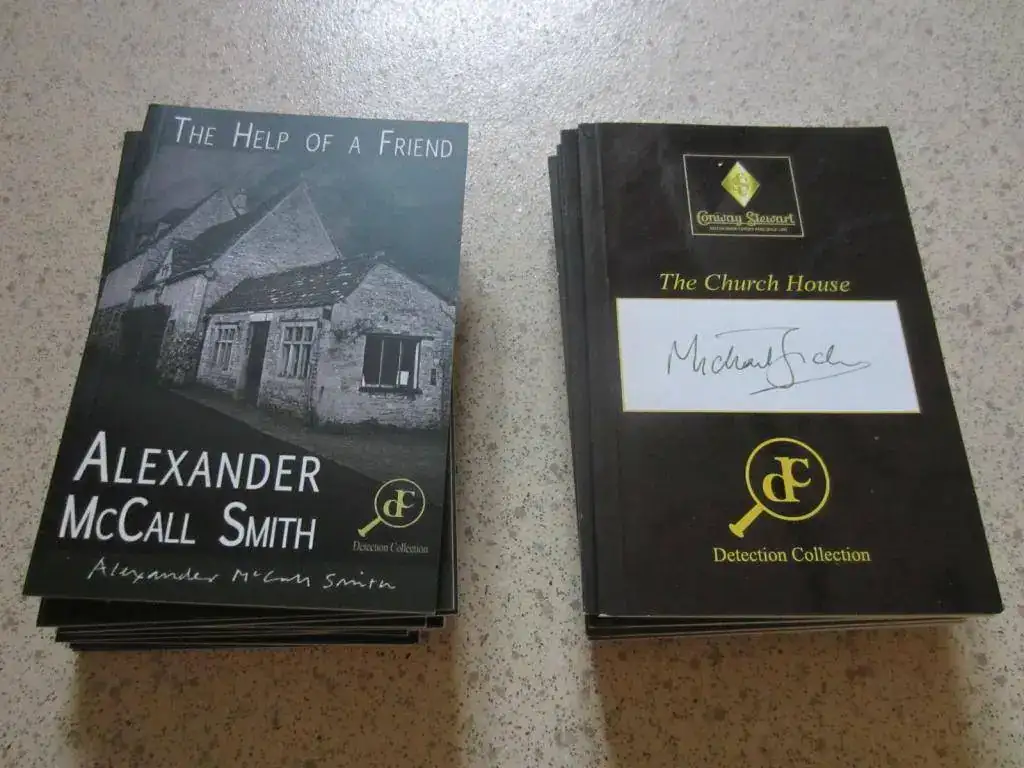 THE HELP OF A FRIEND
ALEXANDER
MCCALL SMITH
dc
Detection Collection
Alexander McCall Smith
Conway Stewart
The Church House
Michael
dc
Detection Collection